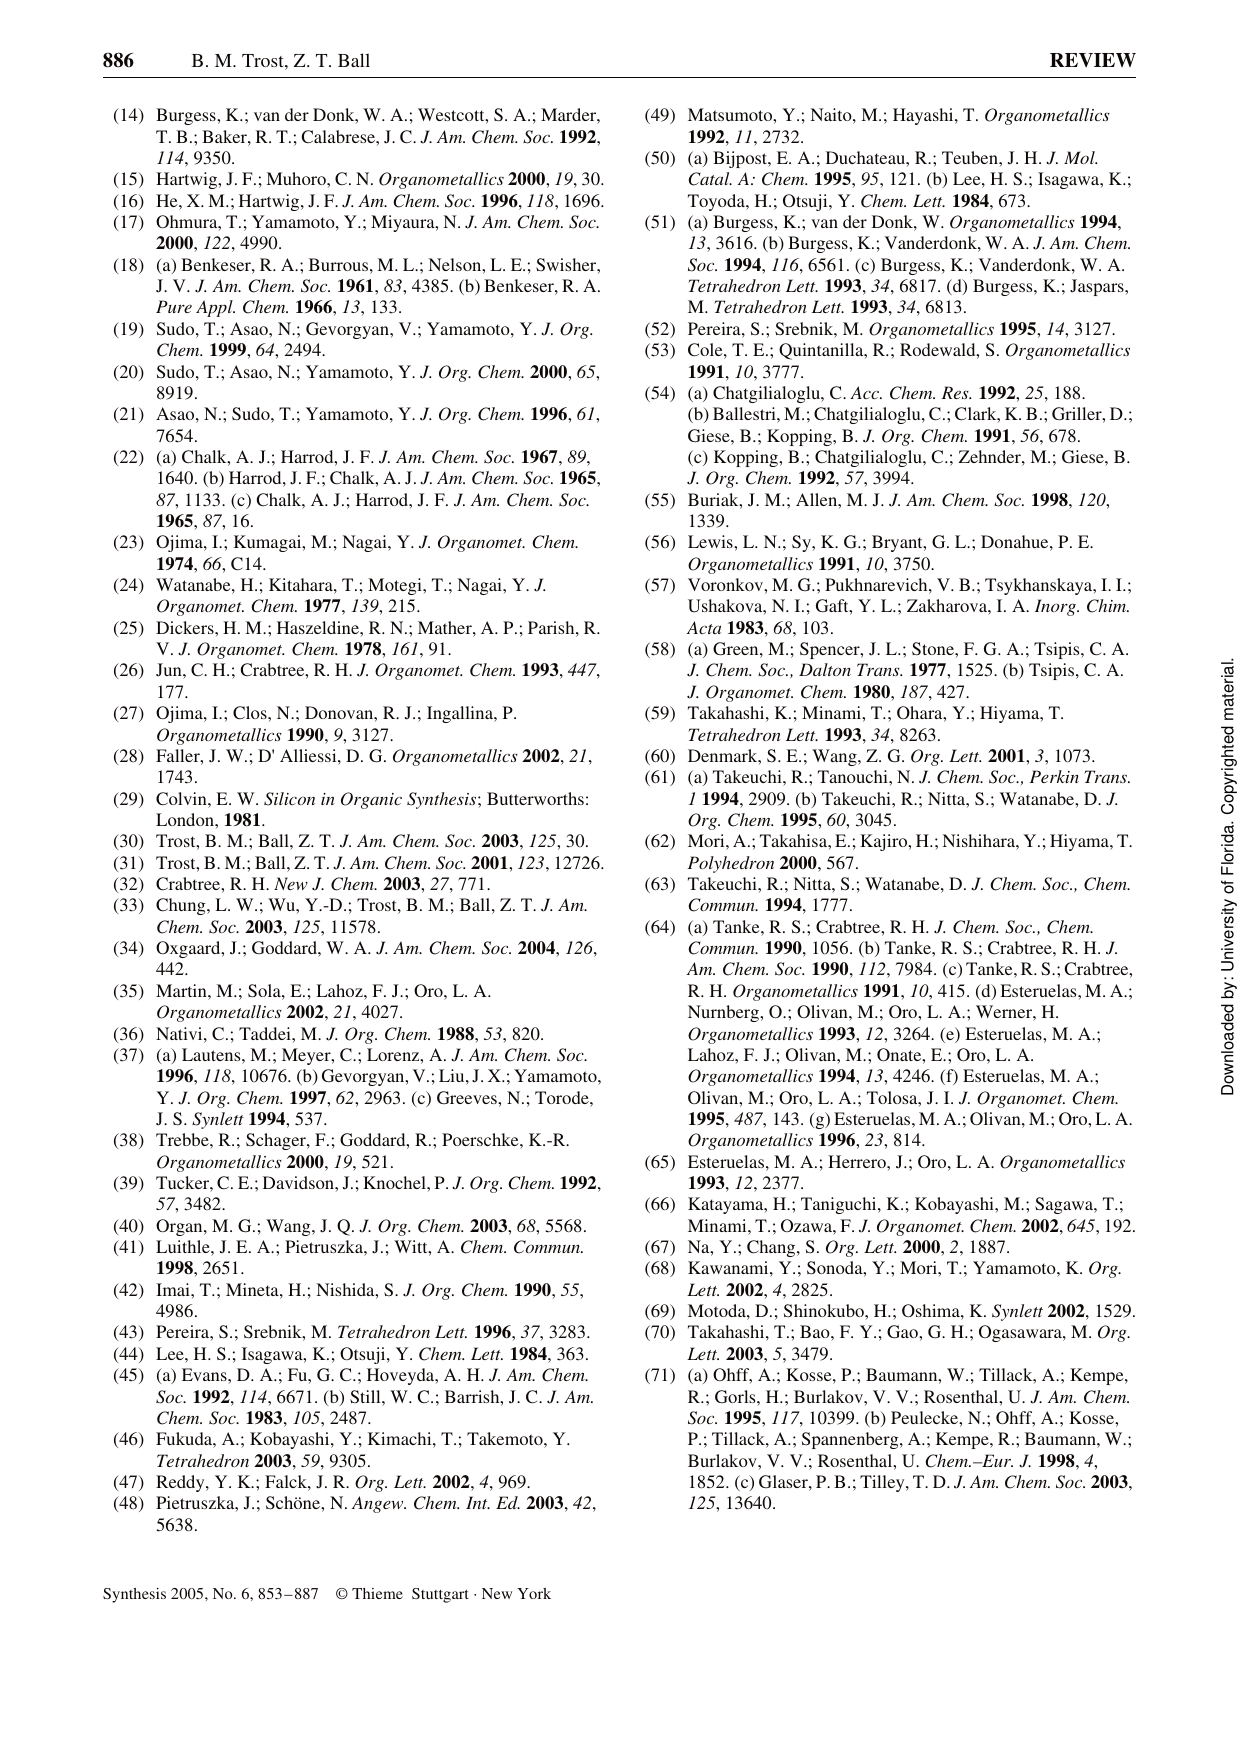 886 B. M. Trost, Z. T. Ball REVIEW
(14) Burgess, K.; van der Donk, W. A.; Westcott, S. A.; Marder,
T. B.; Baker, R. T.; Calabrese, J. C. J. Am. Chem. Soc. 1992,
114, 9350.
(15) Hartwig, J. F.; Muhoro, C. N. Organometallics 2000, 19, 30.
(16) He, X. M.; Hartwig, J. F. J. Am. Chem. Soc. 1996, 118, 1696.
(17) Ohmura, T.; Yamamoto, Y.; Miyaura, N. J. Am. Chem. Soc.
2000, 122, 4990.
(18) (a) Benkeser, R. A.; Burrous, M. L.; Nelson, L. E.; Swisher,
J. V. J. Am. Chem. Soc. 1961, 83, 4385. (b) Benkeser, R. A.
Pure Appl. Chem. 1966, 13, 133.
(19) Sudo, T.; Asao, N.; Gevorgyan, V.; Yamamoto, Y. J. Org.
Chem. 1999, 64, 2494.
(20) Sudo, T.; Asao, N.; Yamamoto, Y. J. Org. Chem. 2000, 65,
8919.
(21) Asao, N.; Sudo, T.; Yamamoto, Y. J. Org. Chem. 1996, 61,
7654.
(22) (a) Chalk, A. J.; Harrod, J. F. J. Am. Chem. Soc. 1967, 89,
1640. (b) Harrod, J. F.; Chalk, A. J. J. Am. Chem. Soc. 1965,
87, 1133. (c) Chalk, A. J.; Harrod, J. F. J. Am. Chem. Soc.
1965, 87, 16.
(23) Ojima, I.; Kumagai, M.; Nagai, Y. J. Organomet. Chem.
1974, 66, C14.
(24) Watanabe, H.; Kitahara, T.; Motegi, T.; Nagai, Y. J.
Organomet. Chem. 1977, 139, 215.
(25) Dickers, H. M.; Haszeldine, R. N.; Mather, A. P.; Parish, R.
V. J. Organomet. Chem. 1978, 161, 91.
(26) Jun, C. H.; Crabtree, R. H. J. Organomet. Chem. 1993, 447,
177.
(27) Ojima, I.; Clos, N.; Donovan, R. J.; Ingallina, P.
Organometallics 1990, 9, 3127.
(28) Faller, J. W.; D' Alliessi, D. G. Organometallics 2002, 21,
1743.
(29) Colvin, E. W. Silicon in Organic Synthesis; Butterworths:
London, 1981.
(30) Trost, B. M.; Ball, Z. T. J. Am. Chem. Soc. 2003, 125, 30.
(31) Trost, B. M.; Ball, Z. T. J. Am. Chem. Soc. 2001, 123, 12726.
(32) Crabtree, R. H. New J. Chem. 2003, 27, 771.
(33) Chung, L. W.; Wu, Y.-D.; Trost, B. M.; Ball, Z. T. J. Am.
Chem. Soc. 2003, 125, 11578.
(34) Oxgaard, J.; Goddard, W. A. J. Am. Chem. Soc. 2004, 126,
442.
(35) Martin, M.; Sola, E.; Lahoz, F. J.; Oro, L. A.
Organometallics 2002, 21, 4027.
(36) Nativi, C.; Taddei, M. J. Org. Chem. 1988, 53, 820.
(37) (a) Lautens, M.; Meyer, C.; Lorenz, A. J. Am. Chem. Soc.
1996, 118, 10676. (b) Gevorgyan, V.; Liu, J. X.; Yamamoto,
Y. J. Org. Chem. 1997, 62, 2963. (c) Greeves, N.; Torode,
J. S. Synlett 1994, 537.
(38) Trebbe, R.; Schager, F.; Goddard, R.; Poerschke, K.-R.
Organometallics 2000, 19, 521.
(39) Tucker, C. E.; Davidson, J.; Knochel, P. J. Org. Chem. 1992,
57, 3482.
(40) Organ, M. G.; Wang, J. Q. J. Org. Chem. 2003, 68, 5568.
(41) Luithle, J. E. A.; Pietruszka, J.; Witt, A. Chem. Commun.
1998, 2651.
(42) Imai, T.; Mineta, H.; Nishida, S. J. Org. Chem. 1990, 55,
4986.
(43) Pereira, S.; Srebnik, M. Tetrahedron Lett. 1996, 37, 3283.
(44) Lee, H. S.; Isagawa, K.; Otsuji, Y. Chem. Lett. 1984, 363.
(45) (a) Evans, D. A.; Fu, G. C.; Hoveyda, A. H. J. Am. Chem.
Soc. 1992, 114, 6671. (b) Still, W. C.; Barrish, J. C. J. Am.
Chem. Soc. 1983, 105, 2487.
(46) Fukuda, A.; Kobayashi, Y.; Kimachi, T.; Takemoto, Y.
Tetrahedron 2003, 59, 9305.
(47) Reddy, Y. K.; Falck, J. R. Org. Lett. 2002, 4, 969.
(48) Pietruszka, J.; Schöne, N. Angew. Chem. Int. Ed. 2003, 42,
5638.
(49) Matsumoto, Y.; Naito, M.; Hayashi, T. Organometallics
1992, 11, 2732.
(50) (a) Bijpost, E. A.; Duchateau, R.; Teuben, J. H. J. Mol.
Catal. A: Chem. 1995, 95, 121. (b) Lee, H. S.; Isagawa, K.;
Toyoda, H.; Otsuji, Y. Chem. Lett. 1984, 673.
(51) (a) Burgess, K.; van der Donk, W. Organometallics 1994,
13, 3616. (b) Burgess, K.; Vanderdonk, W. A. J. Am. Chem.
Soc. 1994, 116, 6561. (c) Burgess, K.; Vanderdonk, W. A.
Tetrahedron Lett. 1993, 34, 6817. (d) Burgess, K.; Jaspars,
M. Tetrahedron Lett. 1993, 34, 6813.
(52) Pereira, S.; Srebnik, M. Organometallics 1995, 14, 3127.
(53) Cole, T. E.; Quintanilla, R.; Rodewald, S. Organometallics
1991, 10, 3777.
(54) (a) Chatgilialoglu, C. Acc. Chem. Res. 1992, 25, 188.
(b) Ballestri, M.; Chatgilialoglu, C.; Clark, K. B.; Griller, D.;
Giese, B.; Kopping, B. J. Org. Chem. 1991, 56, 678.
(c) Kopping, B.; Chatgilialoglu, C.; Zehnder, M.; Giese, B.
J. Org. Chem. 1992, 57, 3994.
(55) Buriak, J. M.; Allen, M. J. J. Am. Chem. Soc. 1998, 120,
1339.
(56) Lewis, L. N.; Sy, K. G.; Bryant, G. L.; Donahue, P. E.
Organometallics 1991, 10, 3750.
(57) Voronkov, M. G.; Pukhnarevich, V. B.; Tsykhanskaya, I. I.;
Ushakova, N. I.; Gaft, Y. L.; Zakharova, I. A. Inorg. Chim.
Acta 1983, 68, 103.
(58) (a) Green, M.; Spencer, J. L.; Stone, F. G. A.; Tsipis, C. A.
J. Chem. Soc., Dalton Trans. 1977, 1525. (b) Tsipis, C. A.
J. Organomet. Chem. 1980, 187, 427.
(59) Takahashi, K.; Minami, T.; Ohara, Y.; Hiyama, T.
Tetrahedron Lett. 1993, 34, 8263.
(60) Denmark, S. E.; Wang, Z. G. Org. Lett. 2001, 3, 1073.
(61) (a) Takeuchi, R.; Tanouchi, N. J. Chem. Soc., Perkin Trans.
1 1994, 2909. (b) Takeuchi, R.; Nitta, S.; Watanabe, D. J.
Org. Chem. 1995, 60, 3045.
(62) Mori, A.; Takahisa, E.; Kajiro, H.; Nishihara, Y.; Hiyama, T.
Polyhedron 2000, 567.
(63) Takeuchi, R.; Nitta, S.; Watanabe, D. J. Chem. Soc., Chem.
Commun. 1994, 1777.
(64) (a) Tanke, R. S.; Crabtree, R. H. J. Chem. Soc., Chem.
Commun. 1990, 1056. (b) Tanke, R. S.; Crabtree, R. H. J.
Am. Chem. Soc. 1990, 112, 7984. (c) Tanke, R. S.; Crabtree,
R. H. Organometallics 1991, 10, 415. (d) Esteruelas, M. A.;
Nurnberg, O.; Olivan, M.; Oro, L. A.; Werner, H.
Organometallics 1993, 12, 3264. (e) Esteruelas, M. A.;
Lahoz, F. J.; Olivan, M.; Onate, E.; Oro, L. A.
Organometallics 1994, 13, 4246. (f) Esteruelas, M. A.;
Olivan, M.; Oro, L. A.; Tolosa, J. I. J. Organomet. Chem.
1995, 487, 143. (g) Esteruelas, M. A.; Olivan, M.; Oro, L. A.
Organometallics 1996, 23, 814.
(65) Esteruelas, M. A.; Herrero, J.; Oro, L. A. Organometallics
1993, 12, 2377.
(66) Katayama, H.; Taniguchi, K.; Kobayashi, M.; Sagawa, T.;
Minami, T.; Ozawa, F. J. Organomet. Chem. 2002, 645, 192.
(67) Na, Y.; Chang, S. Org. Lett. 2000, 2, 1887.
(68) Kawanami, Y.; Sonoda, Y.; Mori, T.; Yamamoto, K. Org.
Lett. 2002, 4, 2825.
(69) Motoda, D.; Shinokubo, H.; Oshima, K. Synlett 2002, 1529.
(70) Takahashi, T.; Bao, F. Y.; Gao, G. H.; Ogasawara, M. Org.
Lett. 2003, 5, 3479.
(71) (a) Ohff, A.; Kosse, P.; Baumann, W.; Tillack, A.; Kempe,
R.; Gorls, H.; Burlakov, V. V.; Rosenthal, U. J. Am. Chem.
Soc. 1995, 117, 10399. (b) Peulecke, N.; Ohff, A.; Kosse,
P.; Tillack, A.; Spannenberg, A.; Kempe, R.; Baumann, W.;
Burlakov, V. V.; Rosenthal, U. Chem.–Eur. J. 1998, 4,
1852. (c) Glaser, P. B.; Tilley, T. D. J. Am. Chem. Soc. 2003,
125, 13640.
Synthesis 2005, No. 6, 853–887 © Thieme Stuttgart · New York
Downloaded by: University of Florida. Copyrighted material.